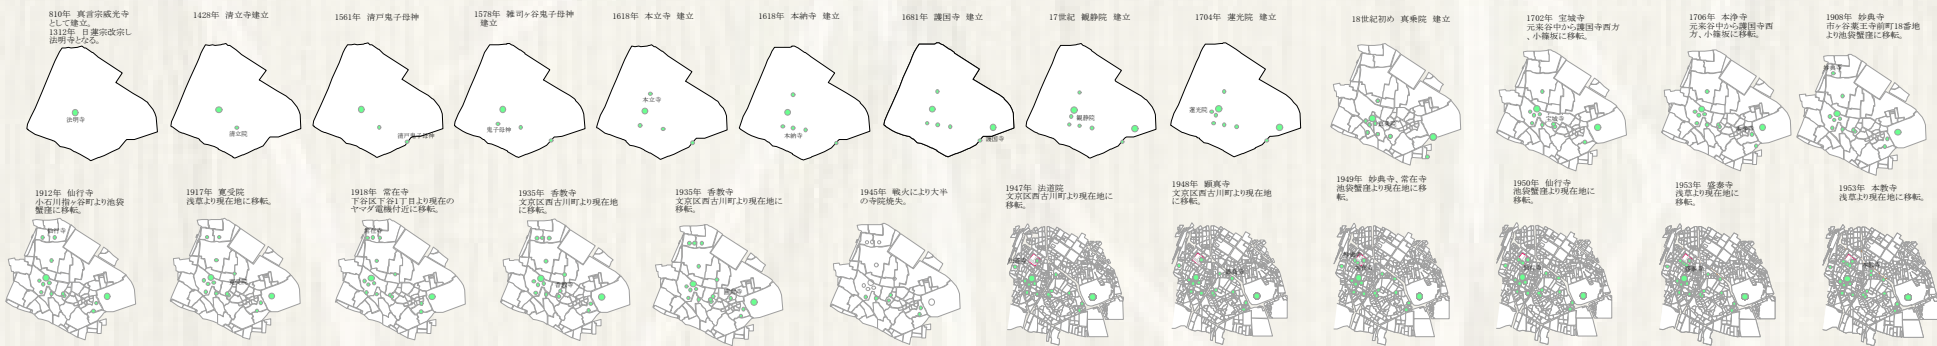 810年 真言宗威光寺
として建立。
1312年 日蓮宗改宗し
法明寺となる。
法明寺
1428年 清立寺建立
清立院
1561年 清戸鬼子母神
清戸鬼子母神
1578年 雑司ヶ谷鬼子母神
建立
鬼子母神
1618年 本立寺 建立
本立寺
1618年 本納寺 建立
本納寺
1681年 護国寺 建立
護国寺
17世紀 観静院 建立
観静院
1704年 蓮光院 建立
蓮光院
18世紀初め 真乗院 建立
1702年 宝城寺
元来谷中から護国寺西方
、小篠坂に移転。
宝城寺
1706年 本浄寺
元来谷中から護国寺西
方、小篠坂に移転。
1908年 妙典寺
市ヶ谷薬王寺前町18番地
より池袋蟹窪に移転。
妙典寺
1912年 仙行寺
小石川指ヶ谷町より池袋
蟹窪に移転。
仙行寺
1917年 寛受院
浅草より現在地に移転。
寛受院
1918年 常在寺
下谷区下谷1丁目より現在の
ヤマダ電機付近に移転。
常在寺
1935年 香教寺
文京区西古川町より現在地
に移転。
香教寺
1935年 香教寺
文京区西古川町より現在地に
移転。
1945年 戦火により大半
の寺院焼失。
1947年 法道院
文京区西古川町より現在地に
移転。
1948年 顕真寺
文京区西古川町より現在地
に移転。
1949年 妙典寺、常在寺
池袋蟹窪より現在地に移
転。
1950年 仙行寺
池袋蟹窪より現在地に
移転。
1953年 盛泰寺
浅草より現在地に
移転。
1953年 本教寺
浅草より現在地に移転。